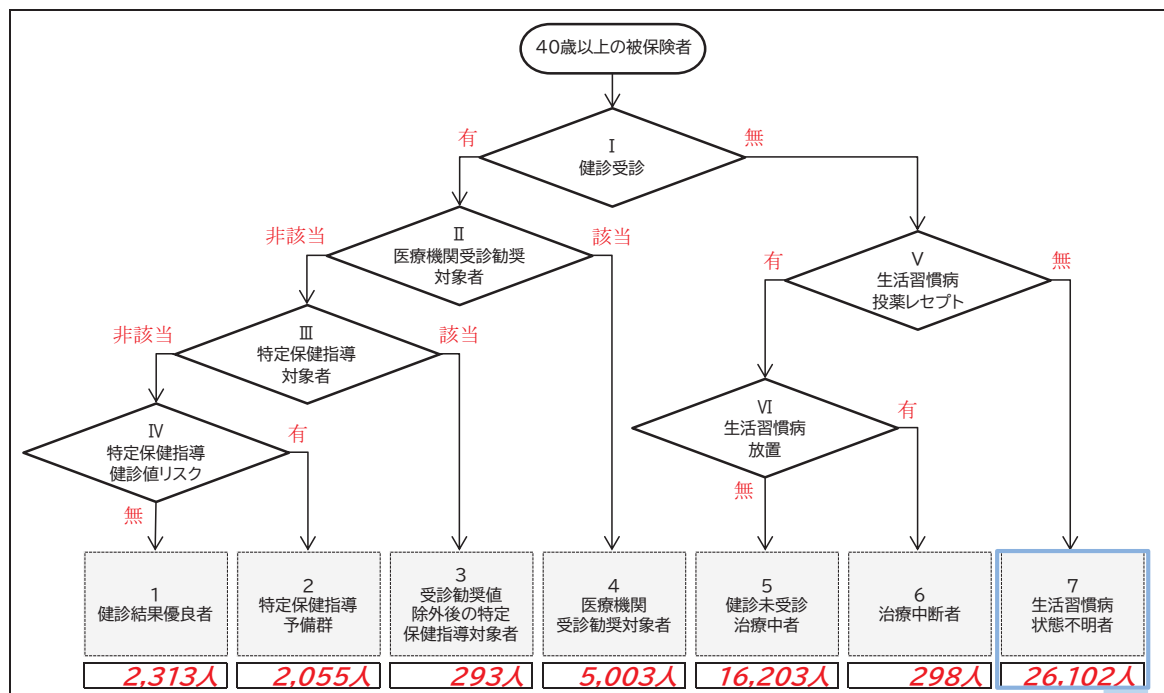 40歳以上の被保険者
有
Ⅰ
健診受診
無
非該当
Ⅱ
医療機関受診勧奨
対象者
該当
有
Ⅴ
生活習慣病
投薬レセプト
無
非該当
Ⅲ
特定保健指導
対象者
該当
Ⅳ
特定保健指導
健診値リスク
有
無
Ⅵ
生活習慣病
放置
有
無
1
健診結果優良者
2
特定保健指導
予備群
3
受診勧奨値
除外後の特定
保健指導対象者
4
医療機関
受診勧奨対象者
5
健診未受診
治療中者
6
治療中断者
7
生活習慣病
状態不明者
2,313人
2,055人
293人
5,003人
16,203人
298人
26,102人